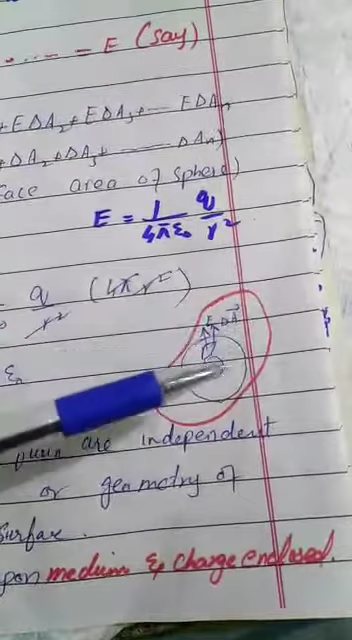 .... = E (say)
+ EΔA₂ + EΔA₃ + ---- EΔAₙ
+ΔA₂+ΔA₃+ ------ ΔAₙ)
face area of sphere)
E = 1/4πε₀ q/r²
q/r² (4πr²)
E ΔA
ε₀
are independent
or geometry of
Surface.
upon medium & charge enclosed.